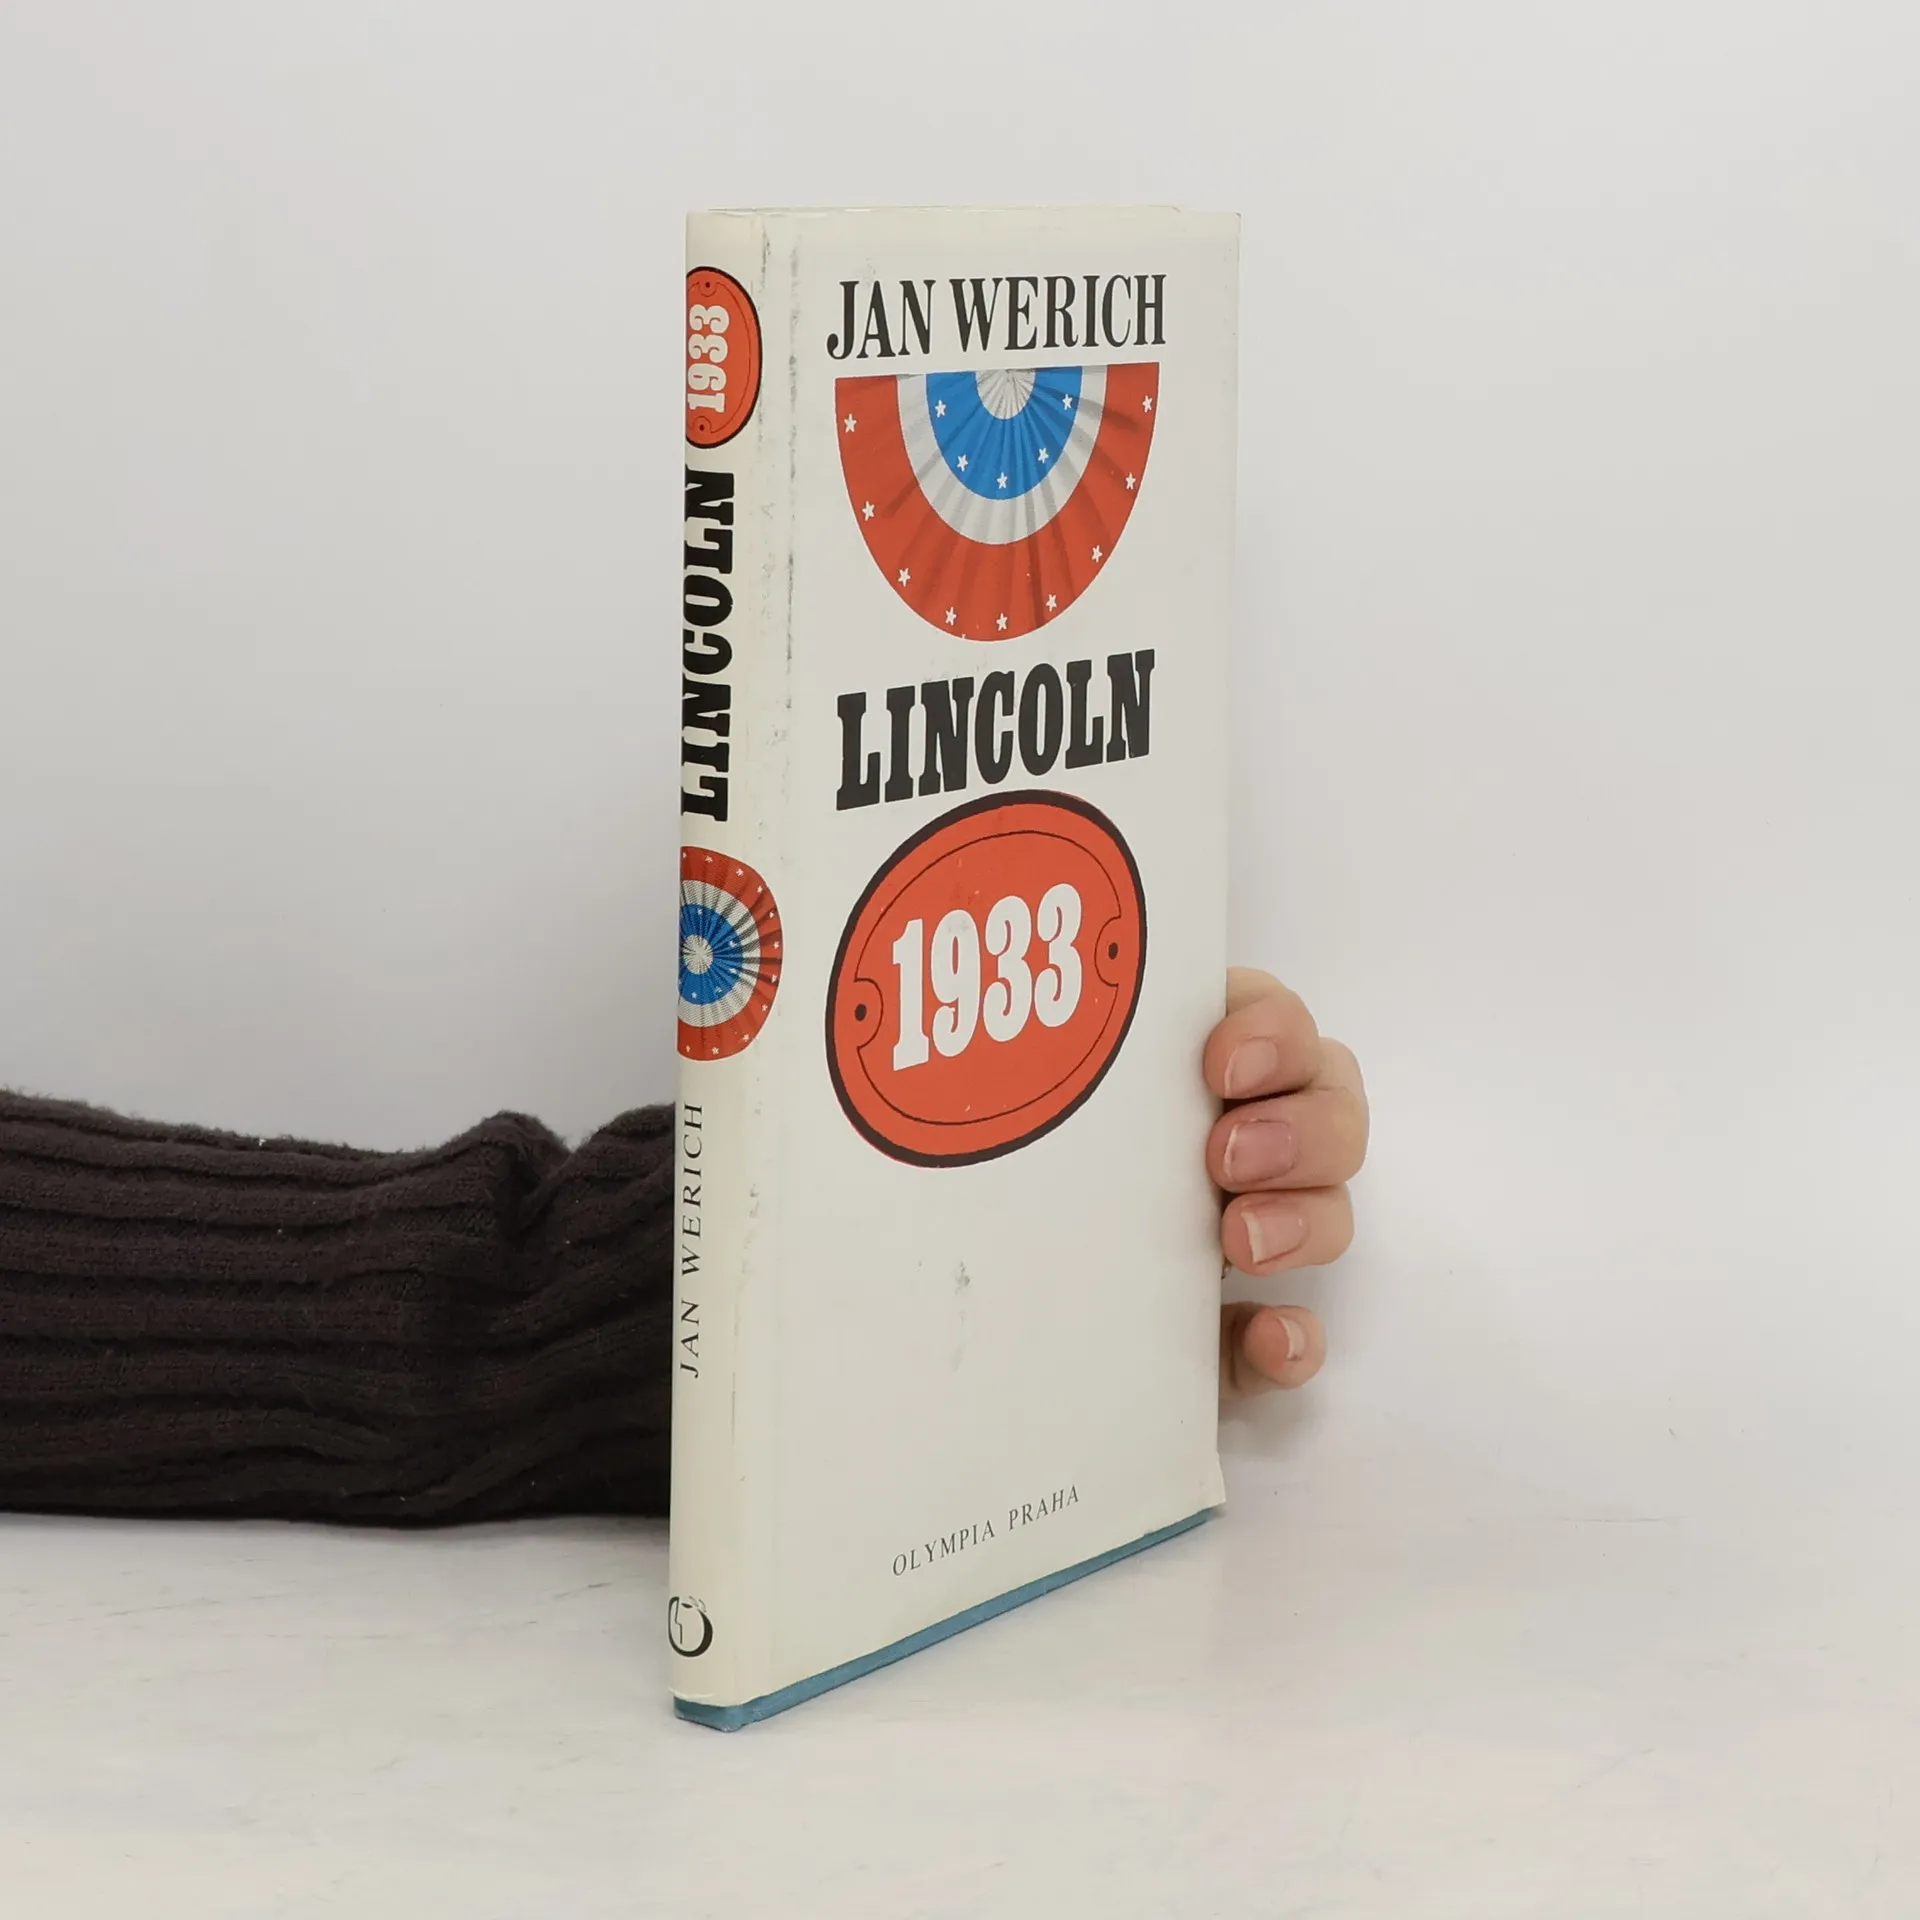 JAN WERICH
LINCOLN
1933
OLYMPIA PRAHA
JAN WERICH
LINCOLN
1933